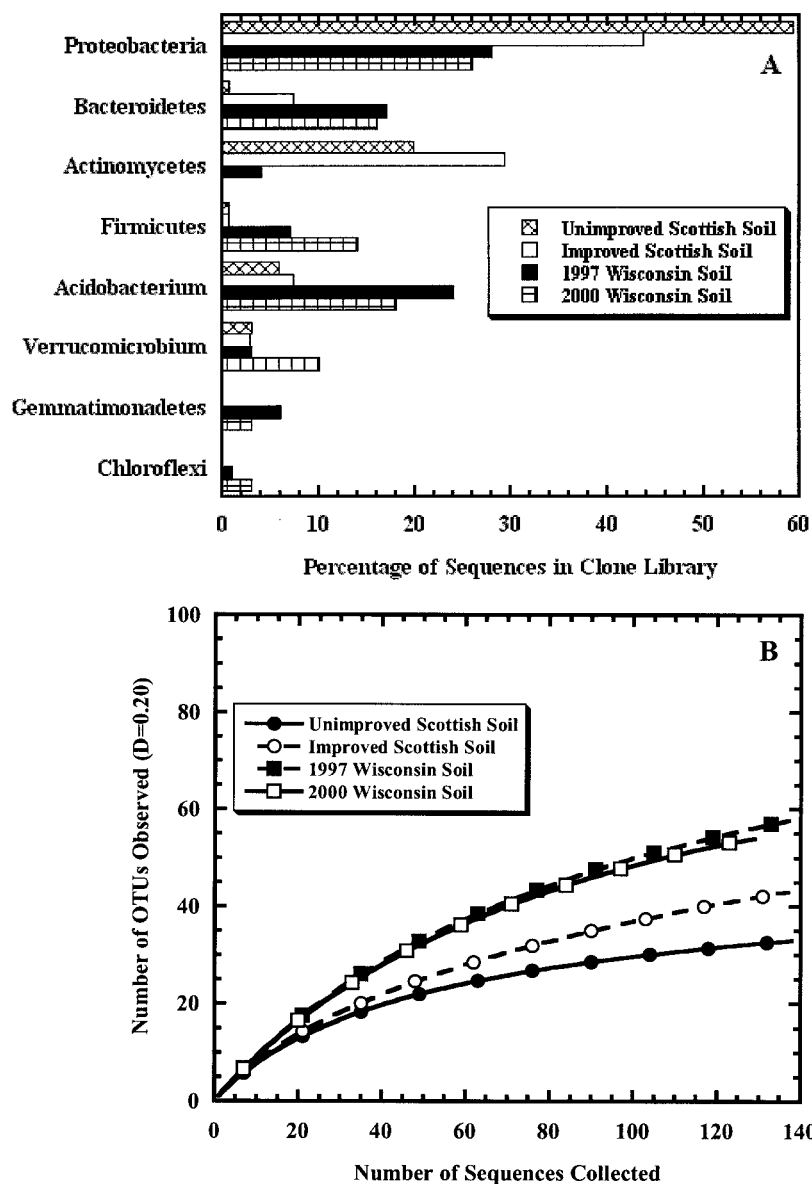 A
Proteobacteria
Bacteroidetes
Actinomycetes
Firmicutes
Acidobacterium
Verrucomicrobium
Gemmatimonadetes
Chloroflexi
Unimproved Scottish Soil
Improved Scottish Soil
1997 Wisconsin Soil
2000 Wisconsin Soil
0 10 20 30 40 50 60
Percentage of Sequences in Clone Library
B
100
80
60
40
20
0
Number of OTUs Observed (D=0.20)
Unimproved Scottish Soil
Improved Scottish Soil
1997 Wisconsin Soil
2000 Wisconsin Soil
0 20 40 60 80 100 120 140
Number of Sequences Collected